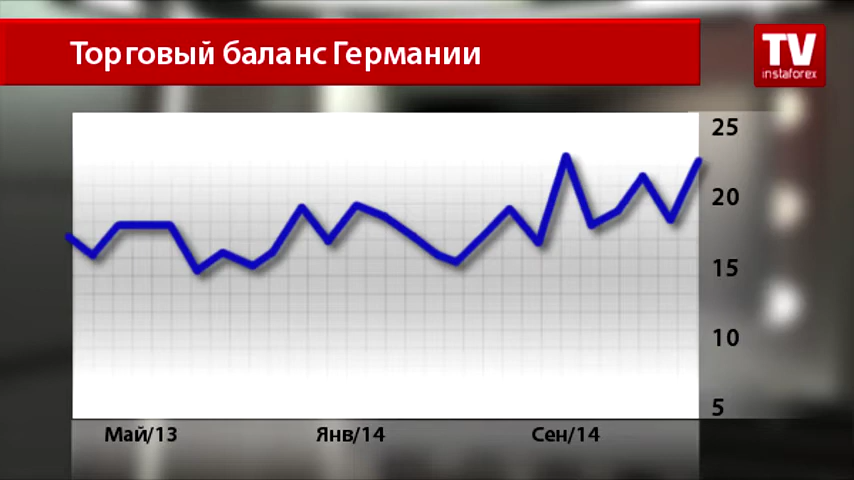 Торговый баланс Германии
TV
instaforex
25
20
15
10
5
Май/13 Янв/14 Сен/14